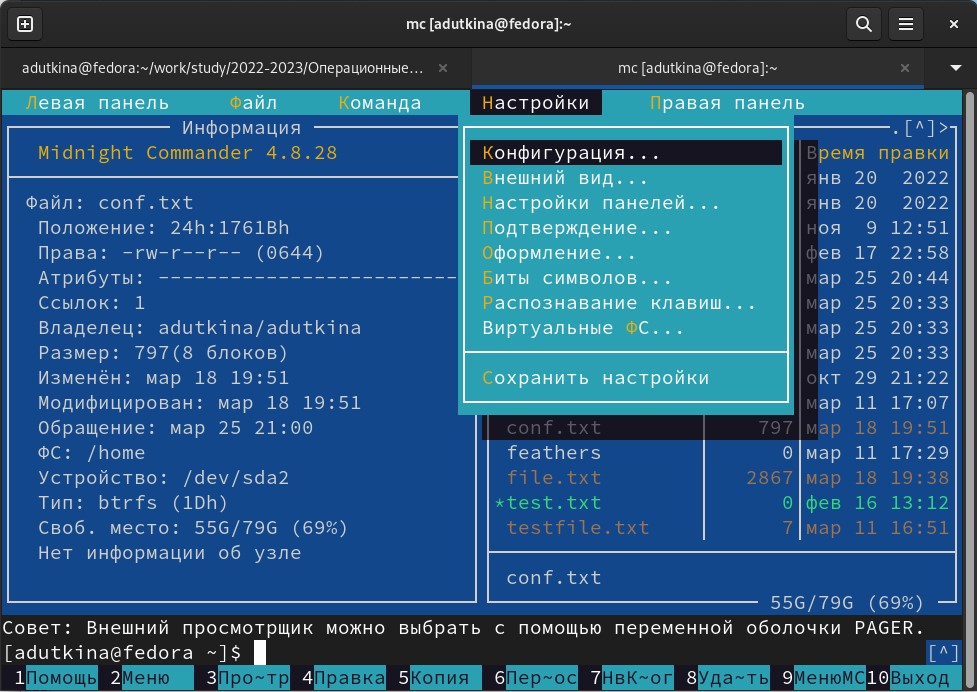 mc [adutkina@fedora]:~
adutkina@fedora:~/work/study/2022-2023/Операционные...
mc [adutkina@fedora]:~
Левая панель Файл Команда Настройки Правая панель
Информация
.[^]>
Midnight Commander 4.8.28
Файл: conf.txt
Положение: 24h:1761Bh
Права: -rw-r--r-- (0644)
Атрибуты: -------------------------
Ссылок: 1
Владелец: adutkina/adutkina
Размер: 797(8 блоков)
Изменён: мар 18 19:51
Модифицирован: мар 18 19:51
Обращение: мар 25 21:00
ФС: /home
Устройство: /dev/sda2
Тип: btrfs (1Dh)
Своб. место: 55G/79G (69%)
Нет информации об узле
Конфигурация...
Внешний вид...
Настройки панелей...
Подтверждение...
Оформление...
Биты символов...
Распознавание клавиш...
Виртуальные ФС...
Сохранить настройки
Время правки
янв 20 2022
янв 20 2022
ноя 9 12:51
фев 17 22:58
мар 25 20:44
мар 25 20:33
мар 25 20:33
мар 25 20:33
окт 29 21:22
мар 11 17:07
conf.txt 797 мар 18 19:51
feathers 0 мар 11 17:29
file.txt 2867 мар 18 19:38
*test.txt 0 фев 16 13:12
testfile.txt 7 мар 11 16:51
conf.txt
55G/79G (69%)
Совет: Внешний просмотрщик можно выбрать с помощью переменной оболочки PAGER.
[adutkina@fedora ~]$
[^]
1Помощь 2Меню 3Про~тр 4Правка 5Копия 6Пер~ос 7НвК~ог 8Уда~ть 9МенюMC 10Выход